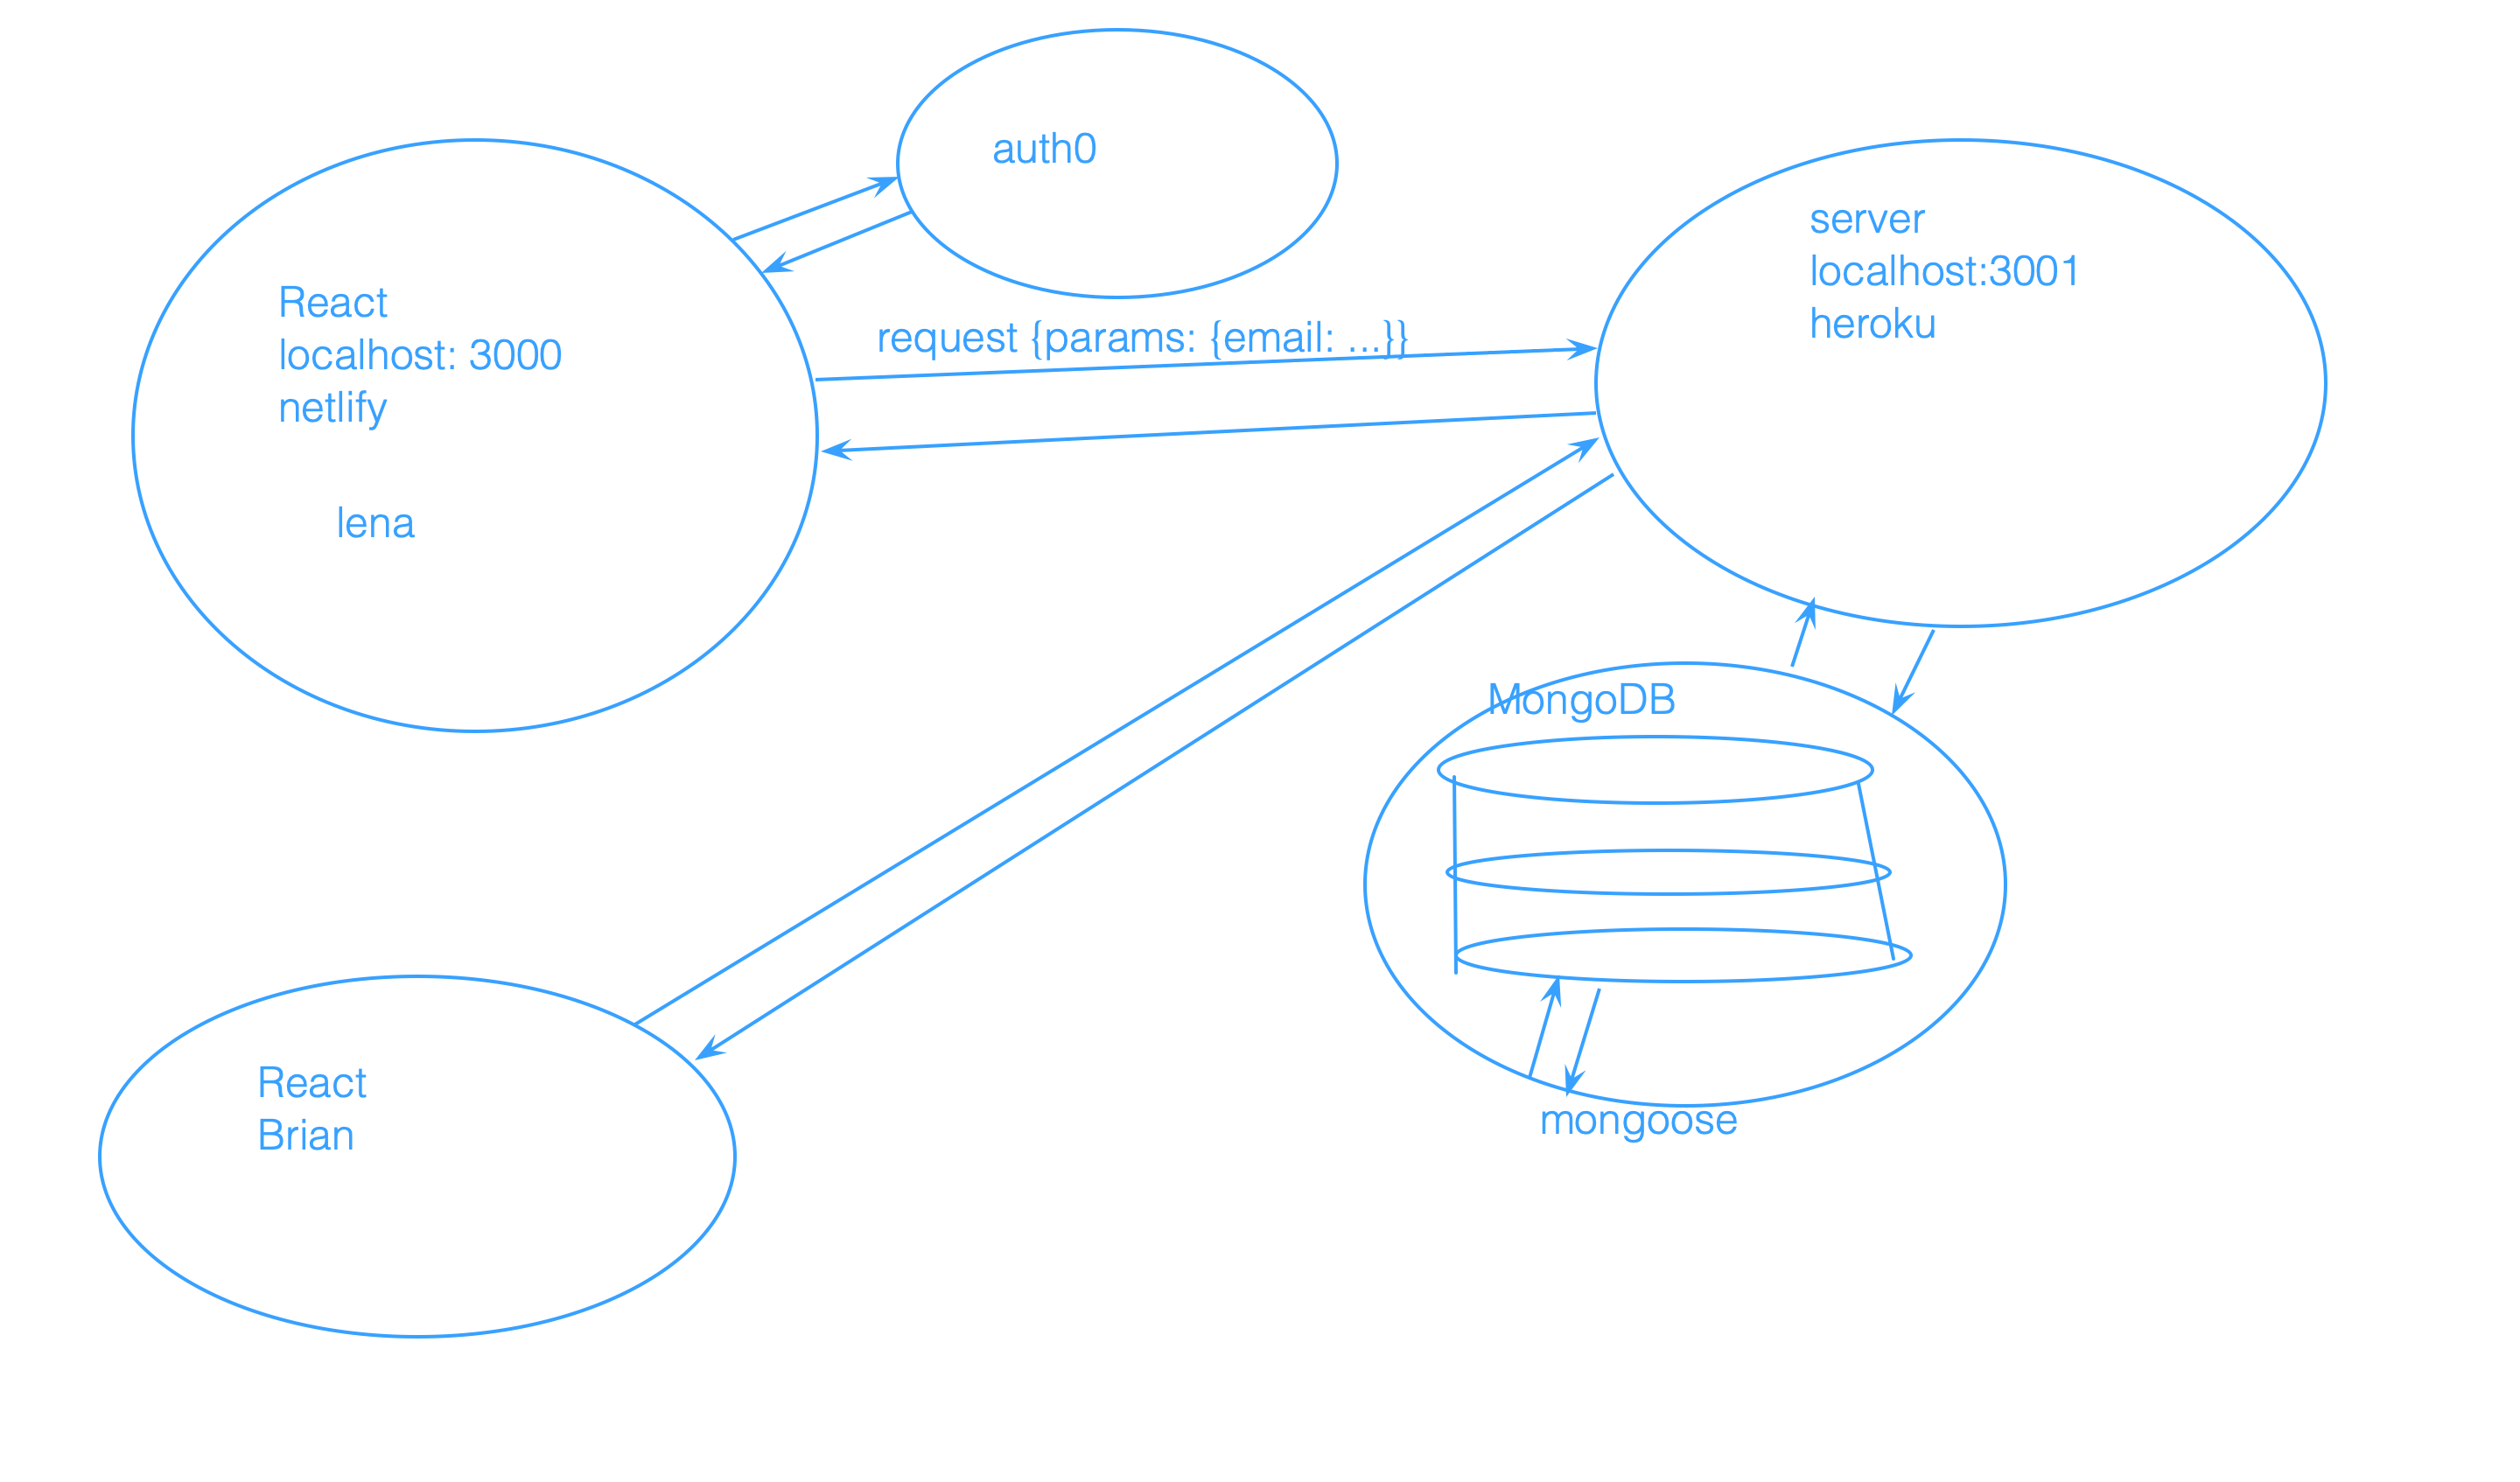 auth0
React
localhost: 3000
netlify
lena
request {params: {email: ...}}
server
localhost:3001
heroku
MongoDB
mongoose
React
Brian